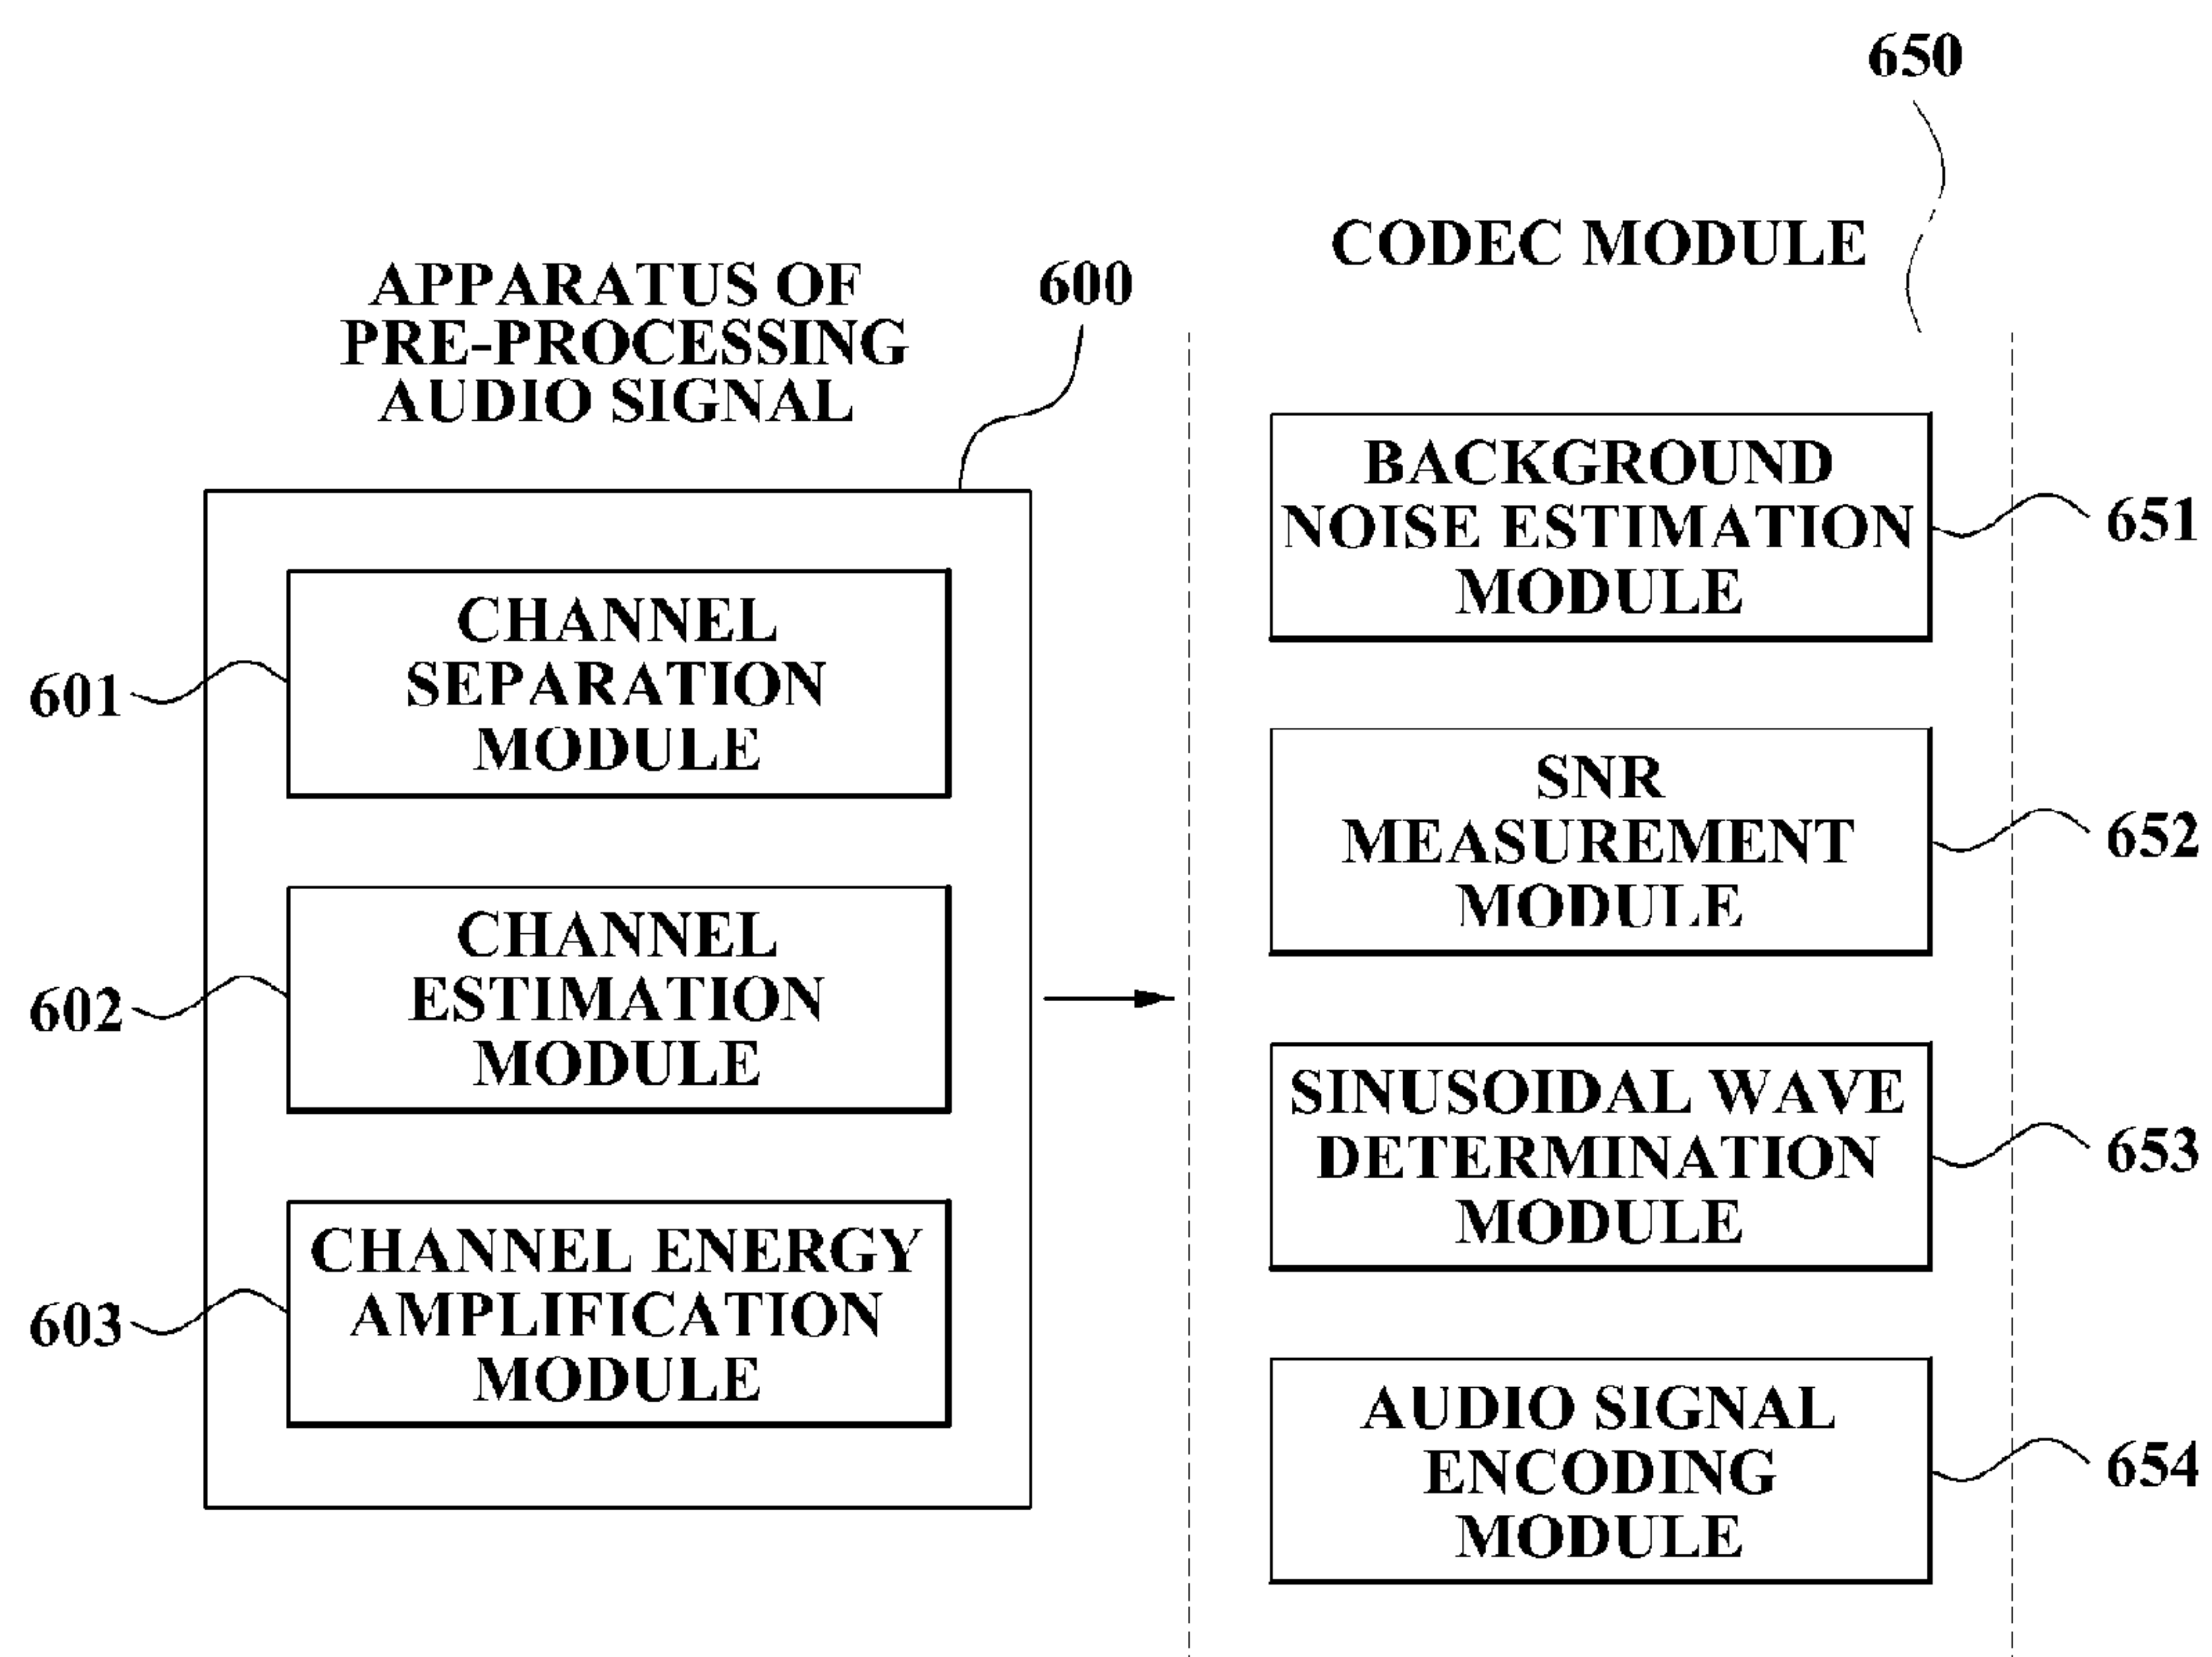 650
CODEC MODULE
APPARATUS OF
PRE-PROCESSING
AUDIO SIGNAL
600
CHANNEL
SEPARATION
MODULE
601
CHANNEL
ESTIMATION
MODULE
602
CHANNEL ENERGY
AMPLIFICATION
MODULE
603
BACKGROUND
NOISE ESTIMATION
MODULE
651
SNR
MEASUREMENT
MODULE
652
SINUSOIDAL WAVE
DETERMINATION
MODULE
653
AUDIO SIGNAL
ENCODING
MODULE
654